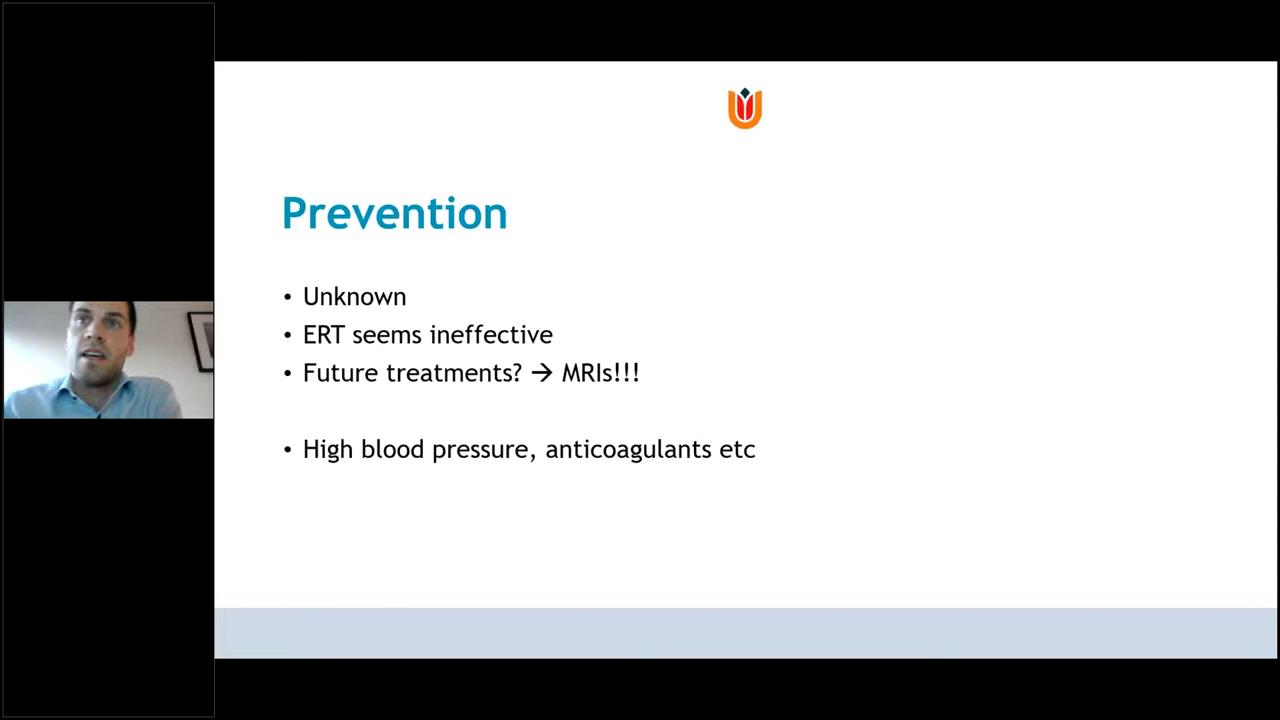 Prevention
• Unknown
• ERT seems ineffective
• Future treatments? → MRIs!!!
• High blood pressure, anticoagulants etc